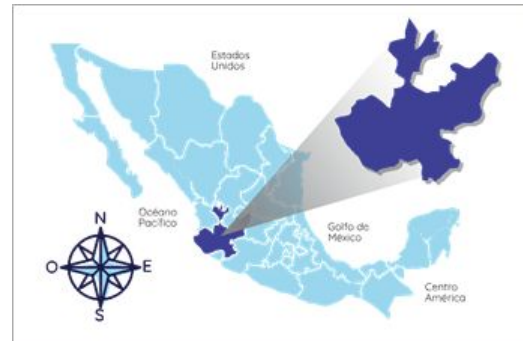 Estados
Unidos
Océano
Pacífico
Golfo de
México
Centro
América
N
O
E
S